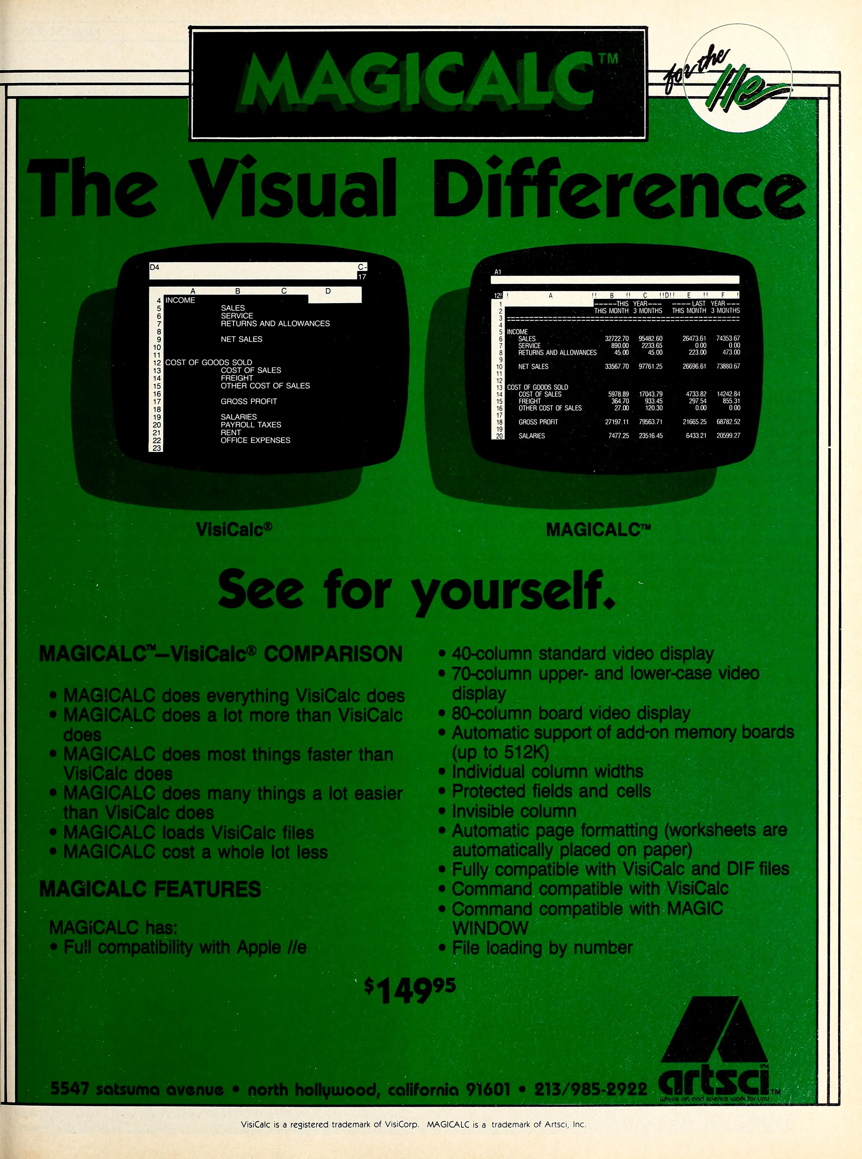 MAGICALC™
for the //e
The Visual Difference
D4 C-
17
A B C D
4 INCOME
5 SALES
6 SERVICE
7 RETURNS AND ALLOWANCES
8
9 NET SALES
10
11
12 COST OF GOODS SOLD
13 COST OF SALES
14 FREIGHT
15 OTHER COST OF SALES
16
17 GROSS PROFIT
18
19 SALARIES
20 PAYROLL TAXES
21 RENT
22 OFFICE EXPENSES
23
VisiCalc®
A1
12! ! A !! B !! C !!D!! E !! F !
1 -----THIS YEAR---- -----LAST YEAR----
2 THIS MONTH 3 MONTHS THIS MONTH 3 MONTHS
3
4
5 INCOME
6 SALES 32722.70 95482.60 26473.61 74353.67
7 SERVICE 890.00 2233.65 0.00 0.00
8 RETURNS AND ALLOWANCES 45.00 45.00 223.00 473.00
9
10 NET SALES 33567.70 97761.25 26696.61 73880.67
11
12
13 COST OF GOODS SOLD
14 COST OF SALES 5978.89 17043.79 4733.82 14242.84
15 FREIGHT 364.70 933.45 297.54 855.31
16 OTHER COST OF SALES 27.00 120.30 0.00 0.00
17
18 GROSS PROFIT 27197.11 79563.71 21665.25 68782.52
19
20 SALARIES 7477.25 23516.45 6433.21 20599.27
MAGICALC™
See for yourself.
MAGICALC™–VisiCalc® COMPARISON
• MAGICALC does everything VisiCalc does
• MAGICALC does a lot more than VisiCalc
does
• MAGICALC does most things faster than
VisiCalc does
• MAGICALC does many things a lot easier
than VisiCalc does
• MAGICALC loads VisiCalc files
• MAGICALC cost a whole lot less
MAGICALC FEATURES
MAGICALC has:
• Full compatibility with Apple //e
• 40-column standard video display
• 70-column upper- and lower-case video
display
• 80-column board video display
• Automatic support of add-on memory boards
(up to 512K)
• Individual column widths
• Protected fields and cells
• Invisible column
• Automatic page formatting (worksheets are
automatically placed on paper)
• Fully compatible with VisiCalc and DIF files
• Command compatible with VisiCalc
• Command compatible with MAGIC
WINDOW
• File loading by number
$149⁹⁵
5547 satsuma avenue • north hollywood, california 91601 • 213/985-2922
artsci™
where art and science work for you
VisiCalc is a registered trademark of VisiCorp. MAGICALC is a trademark of Artsci, Inc.